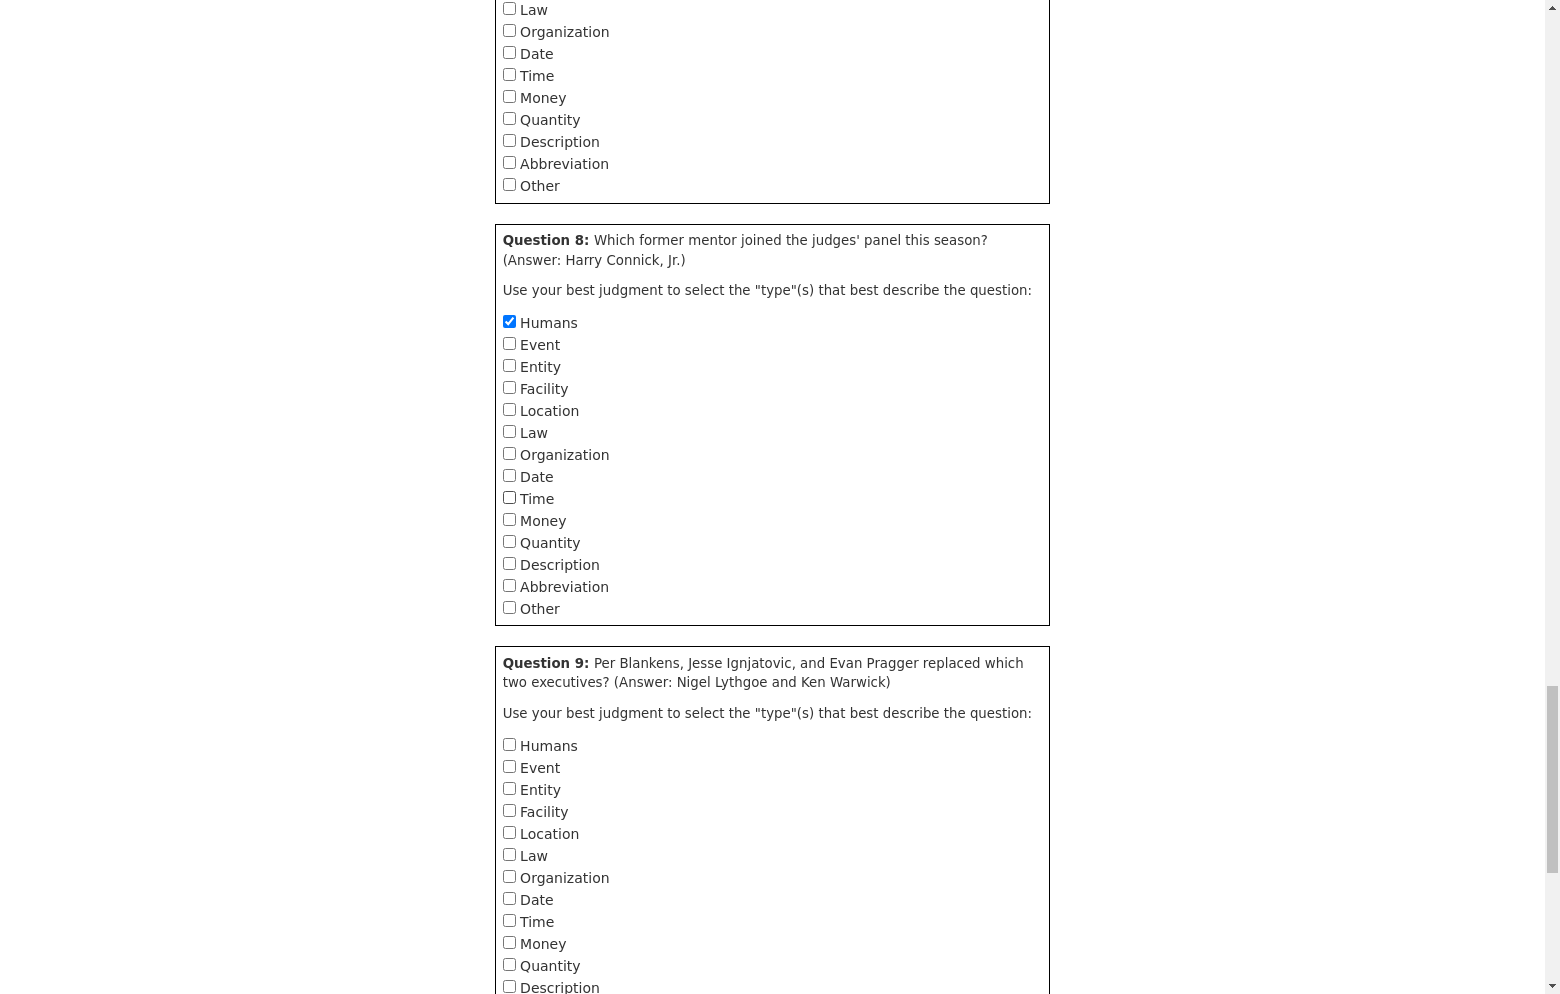 Law
Organization
Date
Time
Money
Quantity
Description
Abbreviation
Other
Question 8: Which former mentor joined the judges' panel this season?
(Answer: Harry Connick, Jr.)
Use your best judgment to select the "type"(s) that best describe the question:
Humans
Event
Entity
Facility
Location
Law
Organization
Date
Time
Money
Quantity
Description
Abbreviation
Other
Question 9: Per Blankens, Jesse Ignjatovic, and Evan Pragger replaced which
two executives? (Answer: Nigel Lythgoe and Ken Warwick)
Use your best judgment to select the "type"(s) that best describe the question:
Humans
Event
Entity
Facility
Location
Law
Organization
Date
Time
Money
Quantity
Description